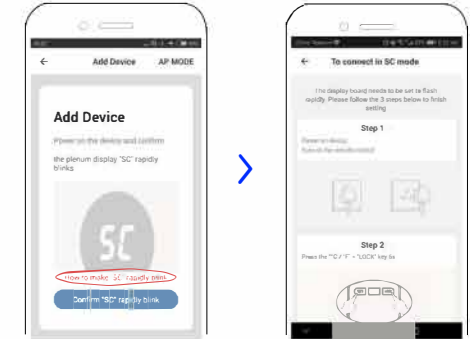 Add Device
AP MODE
Add Device
Power on the device and confirm
the plenum display "SC" rapidly
blinks
SC
How to make "SC" rapidly blink
Confirm "SC" rapidly blink
To connect in SC mode
The display board needs to be set to flash
rapidly. Please follow the 3 steps below to finish
setting
Step 1
Power on device
Step 2
Press the "°C / °F + "LOCK" key 6s